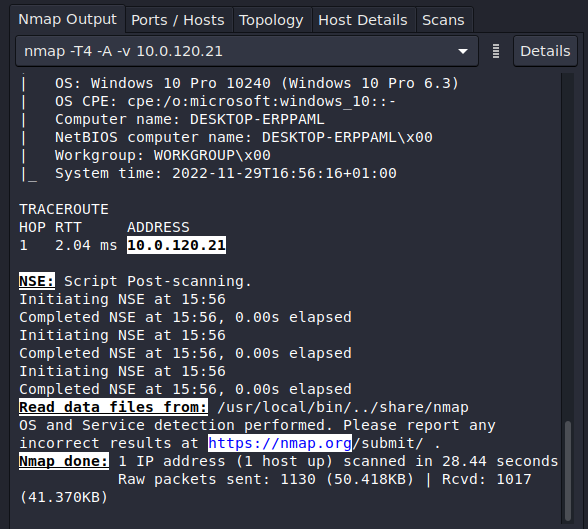 Nmap Output Ports / Hosts Topology Host Details Scans
nmap -T4 -A -v 10.0.120.21 Details
| OS: Windows 10 Pro 10240 (Windows 10 Pro 6.3)
| OS CPE: cpe:/o:microsoft:windows_10::-
| Computer name: DESKTOP-ERPPAML
| NetBIOS computer name: DESKTOP-ERPPAML\x00
| Workgroup: WORKGROUP\x00
|_ System time: 2022-11-29T16:56:16+01:00
TRACEROUTE
HOP RTT ADDRESS
1 2.04 ms 10.0.120.21
NSE: Script Post-scanning.
Initiating NSE at 15:56
Completed NSE at 15:56, 0.00s elapsed
Initiating NSE at 15:56
Completed NSE at 15:56, 0.00s elapsed
Initiating NSE at 15:56
Completed NSE at 15:56, 0.00s elapsed
Read data files from: /usr/local/bin/../share/nmap
OS and Service detection performed. Please report any
incorrect results at https://nmap.org/submit/ .
Nmap done: 1 IP address (1 host up) scanned in 28.44 seconds
Raw packets sent: 1130 (50.418KB) | Rcvd: 1017
(41.370KB)